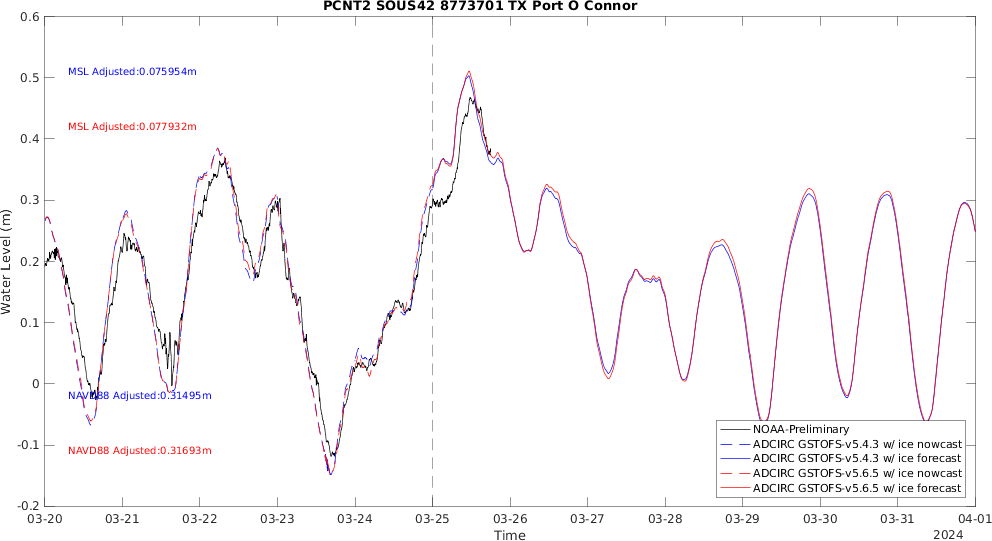 PCNT2 SOUS42 8773701 TX Port O Connor
0.6
0.5
0.4
0.3
0.2
0.1
0
-0.1
-0.2
Water Level (m)
MSL Adjusted:0.075954m
MSL Adjusted:0.077932m
NAVD88 Adjusted:0.31495m
NAVD88 Adjusted:0.31693m
NOAA-Preliminary
ADCIRC GSTOFS-v5.4.3 w/ ice nowcast
ADCIRC GSTOFS-v5.4.3 w/ ice forecast
ADCIRC GSTOFS-v5.6.5 w/ ice nowcast
ADCIRC GSTOFS-v5.6.5 w/ ice forecast
03-20 03-21 03-22 03-23 03-24 03-25 03-26 03-27 03-28 03-29 03-30 03-31 04-01
Time
2024